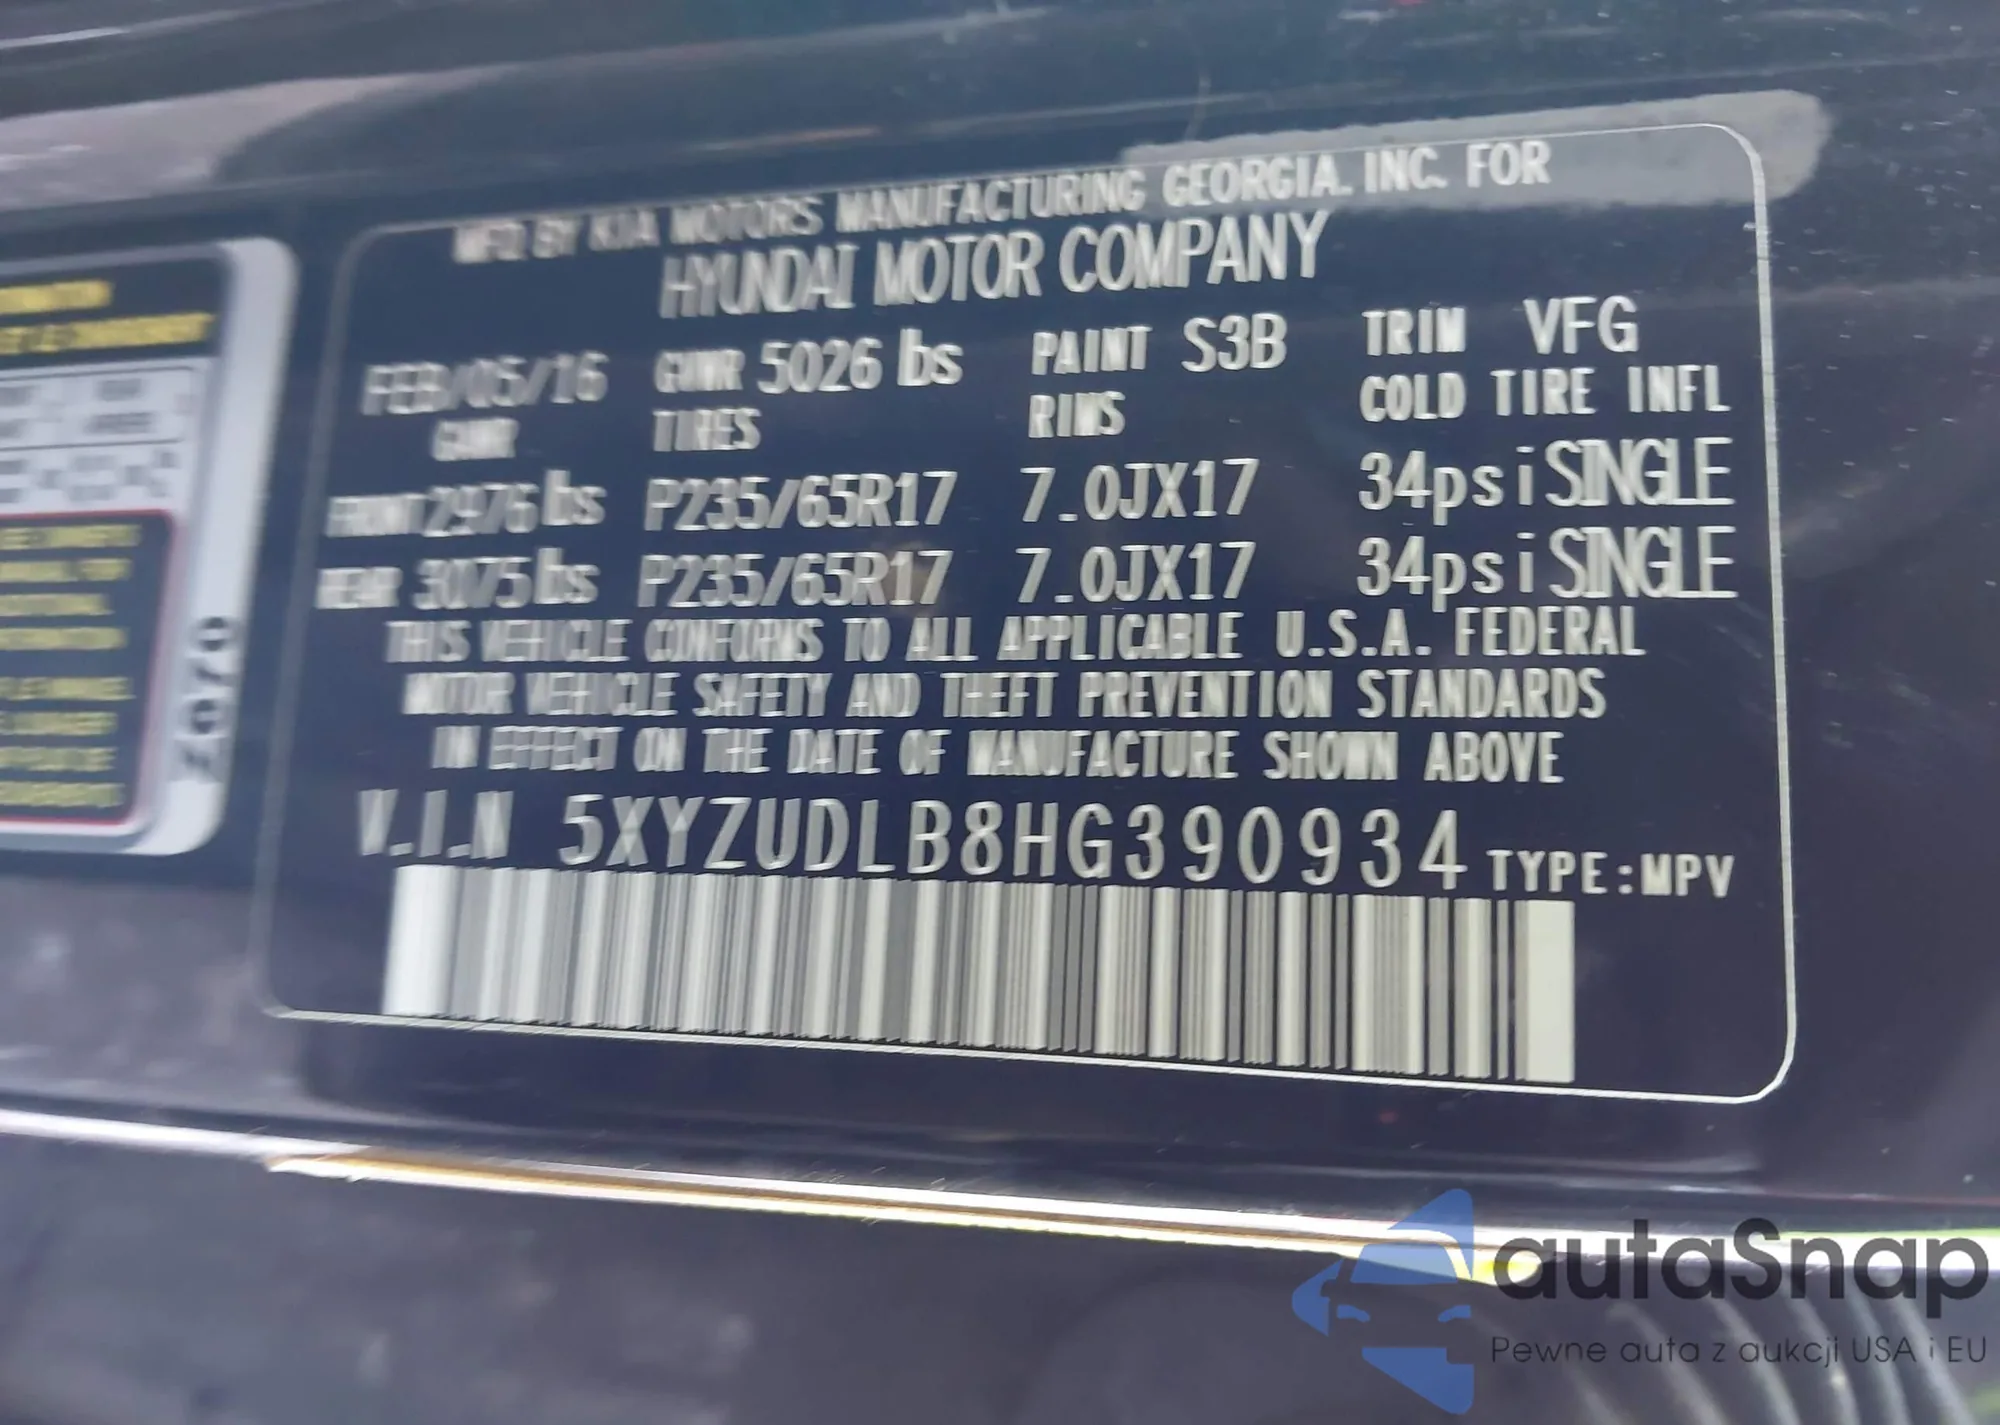 MFD BY KIA MOTORS MANUFACTURING GEORGIA. INC. FOR
HYUNDAI MOTOR COMPANY
FEB/05/16 GVWR 5026 lbs PAINT S3B TRIM VFG
GAWR TIRES RIMS COLD TIRE INFL
FRONT 2976 lbs P235/65R17 7.0JX17 34psi SINGLE
REAR 3075 lbs P235/65R17 7.0JX17 34psi SINGLE
THIS VEHICLE CONFORMS TO ALL APPLICABLE U.S.A. FEDERAL
MOTOR VEHICLE SAFETY AND THEFT PREVENTION STANDARDS
IN EFFECT ON THE DATE OF MANUFACTURE SHOWN ABOVE
V.I.N 5XYZUDLB8HG390934 TYPE:MPV
autaSnap
Pewne auta z aukcji USA i EU